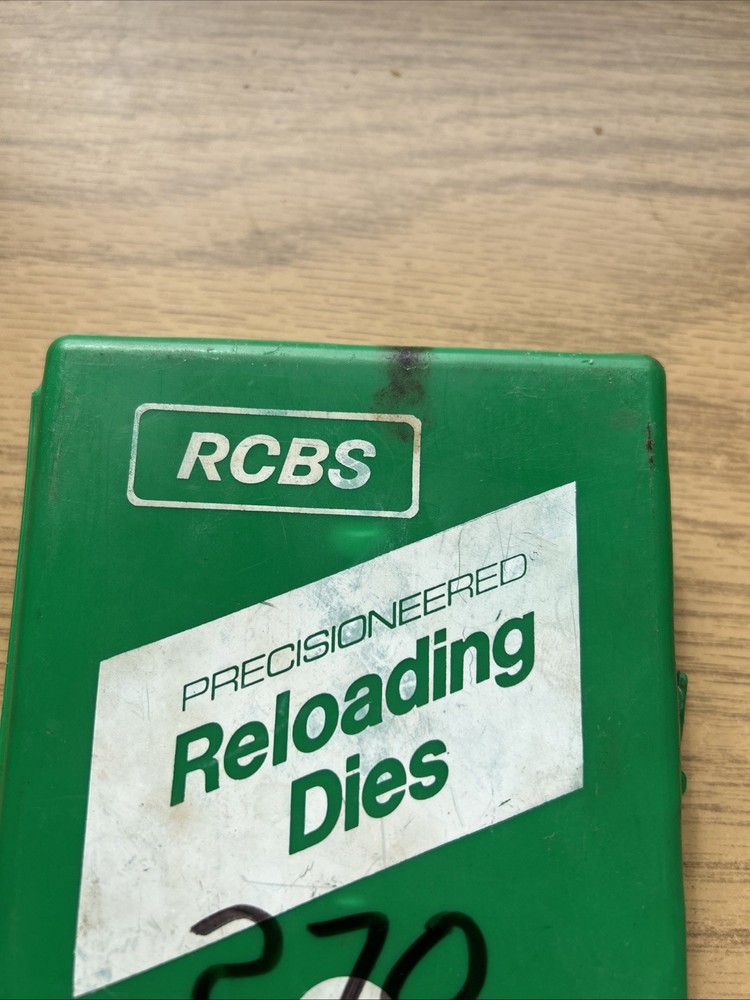 RCBS
PRECISIONEERED
Reloading
Dies
270